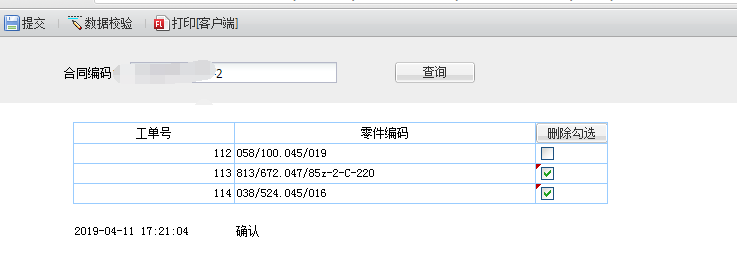 提交 数据校验 打印[客户端]
合同编码 -2 查询
工单号 零件编码 删除勾选
112 058/100.045/019
113 813/672.047/85z-2-C-220
114 038/524.045/016
2019-04-11 17:21:04 确认